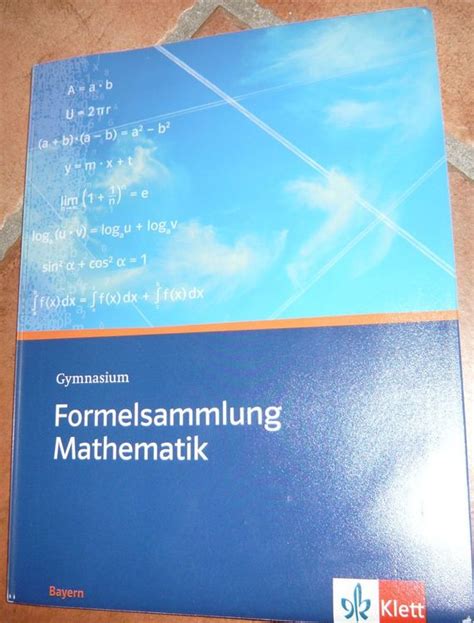 A = a · b
U = 2πr
(a + b)·(a − b) = a² − b²
y = m · x + t
lim (1 + 1/n)ⁿ = e
logₐ(u · v) = logₐu + logₐv
sin² α + cos² α = 1
∫f(x)dx = ∫f(x)dx + ∫f(x)dx
Gymnasium
Formelsammlung
Mathematik
Bayern
Klett